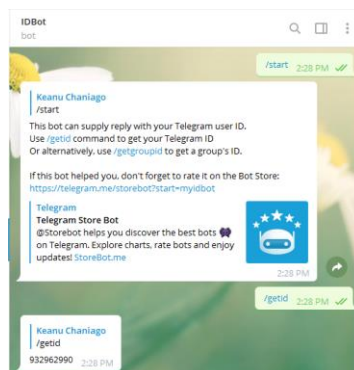 IDBot
bot
/start 2:28 PM
Keanu Chaniago
/start
This bot can supply reply with your Telegram user ID.
Use /getid command to get your Telegram ID
Or alternatively, use /getgroupid to get a group's ID.
If this bot helped you, don't forget to rate it on the Bot Store:
https://telegram.me/storebot?start=myidbot
Telegram
Telegram Store Bot
@Storebot helps you discover the best bots
on Telegram. Explore charts, rate bots and enjoy
updates! StoreBot.me
2:28 PM
/getid 2:28 PM
Keanu Chaniago
/getid
932962990 2:28 PM